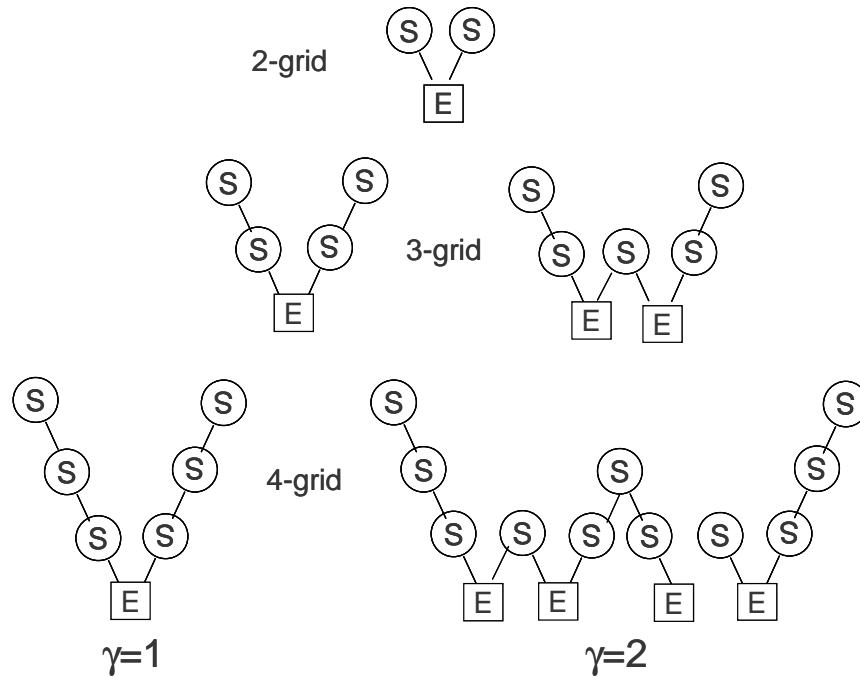 S S
2-grid
E
S S S S
S S 3-grid S S S
E E E
S S S S
S S 4-grid S S S
S S S S S S S S
E E E E E
γ=1 γ=2